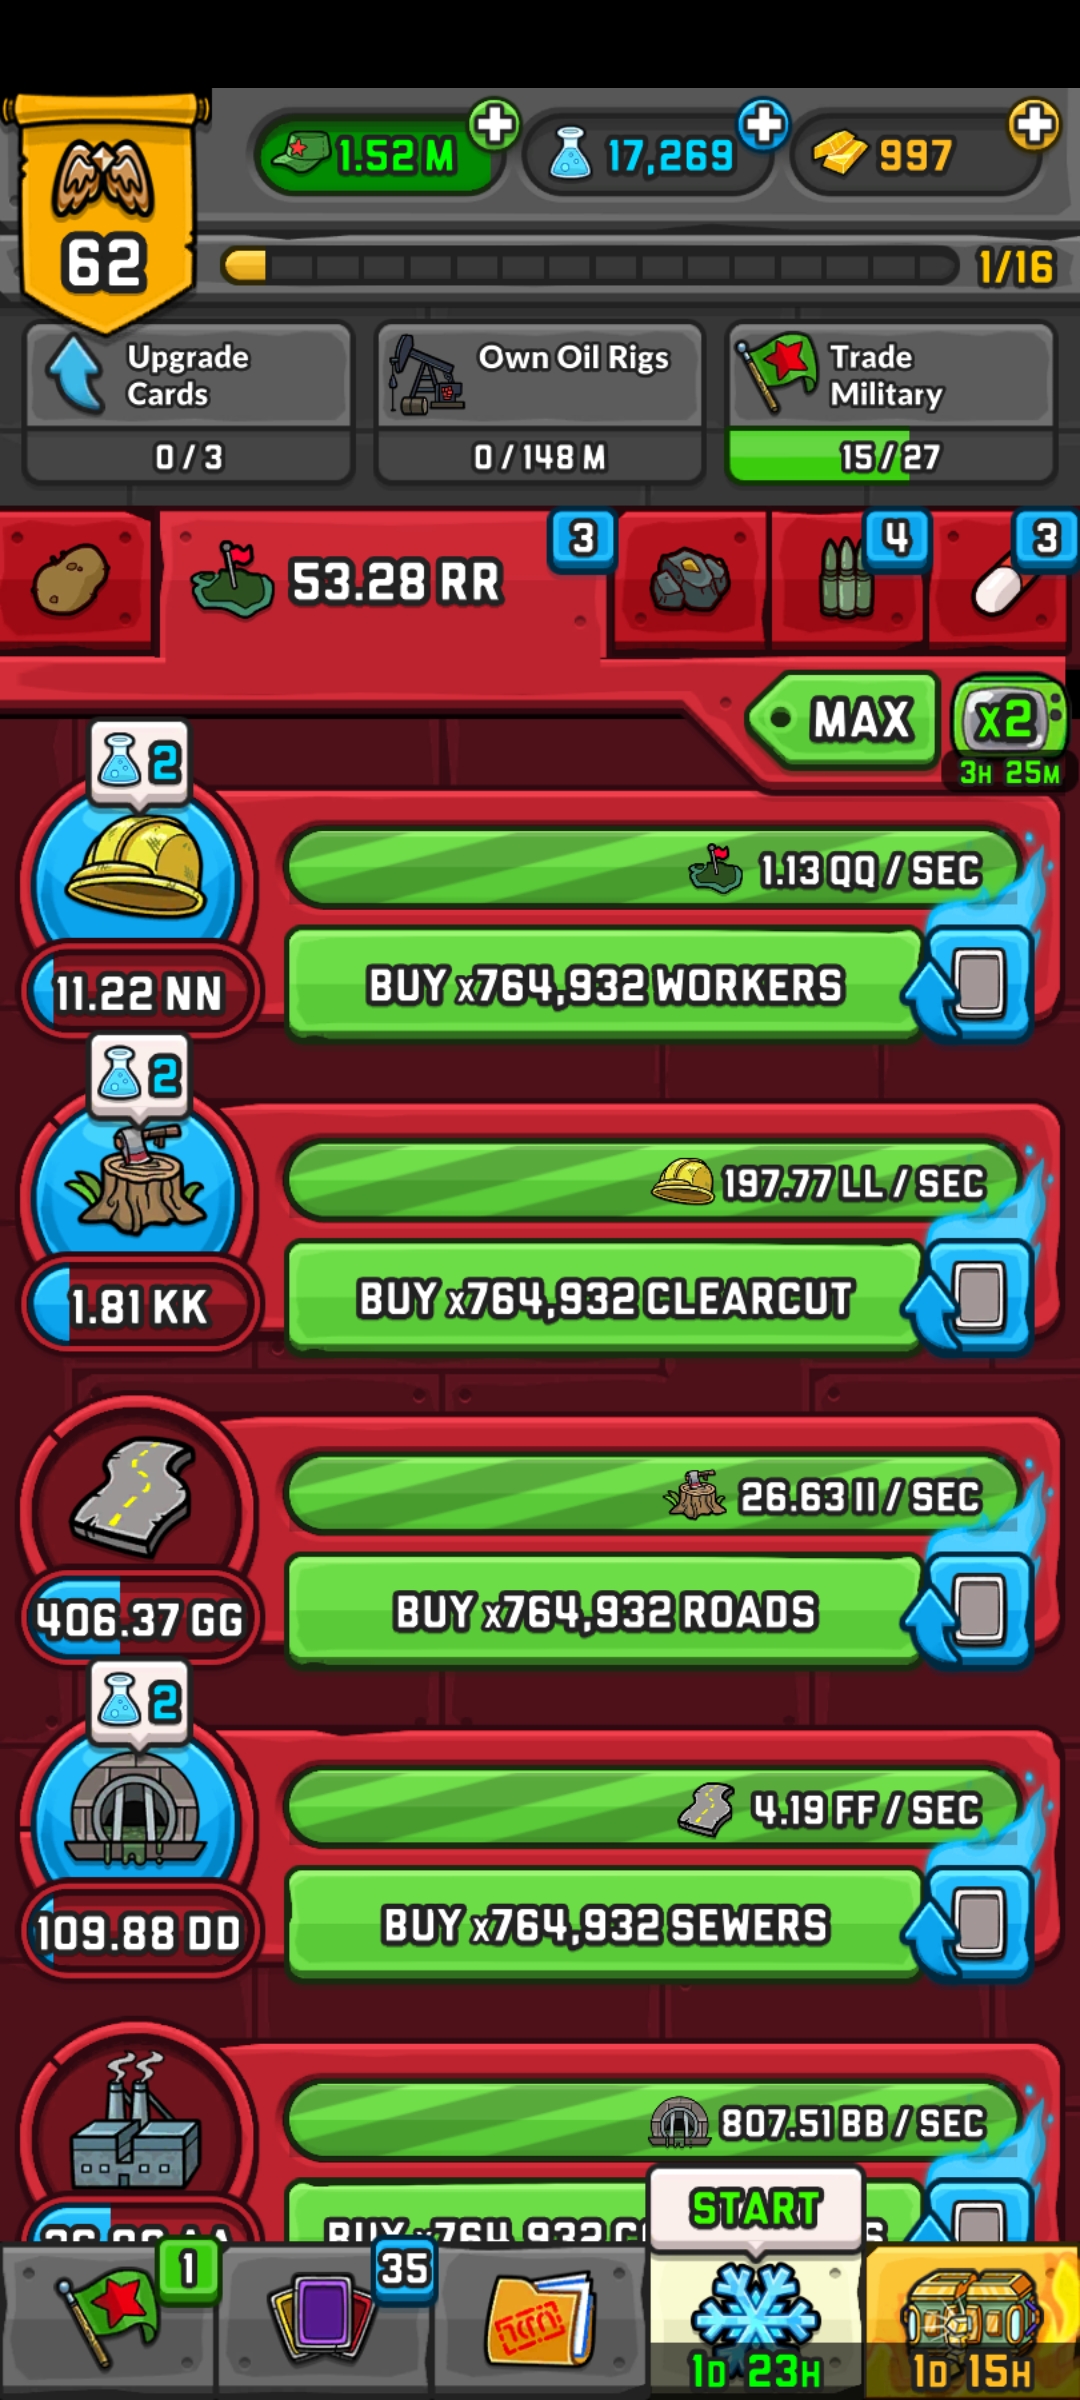 1.52 M
17,269
997
62
1/16
Upgrade
Cards
0 / 3
Own Oil Rigs
0 / 148 M
Trade
Military
15 / 27
53.28 RR
3
4
3
MAX
x2
3H 25M
2
1.13 QQ / SEC
11.22 NN
BUY x764,932 WORKERS
2
197.77 LL / SEC
1.81 KK
BUY x764,932 CLEARCUT
26.63 II / SEC
406.37 GG
BUY x764,932 ROADS
2
4.19 FF / SEC
109.88 DD
BUY x764,932 SEWERS
807.51 BB / SEC
BUY x764,932
START
1
35
1D 23H
1D 15H